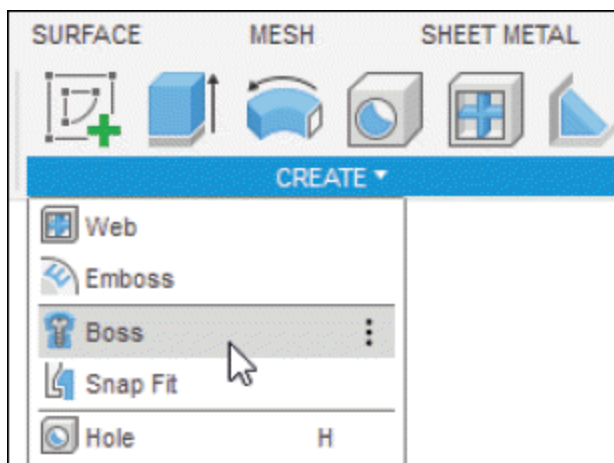 SURFACE MESH SHEET METAL
CREATE
Web
Emboss
Boss
Snap Fit
Hole H